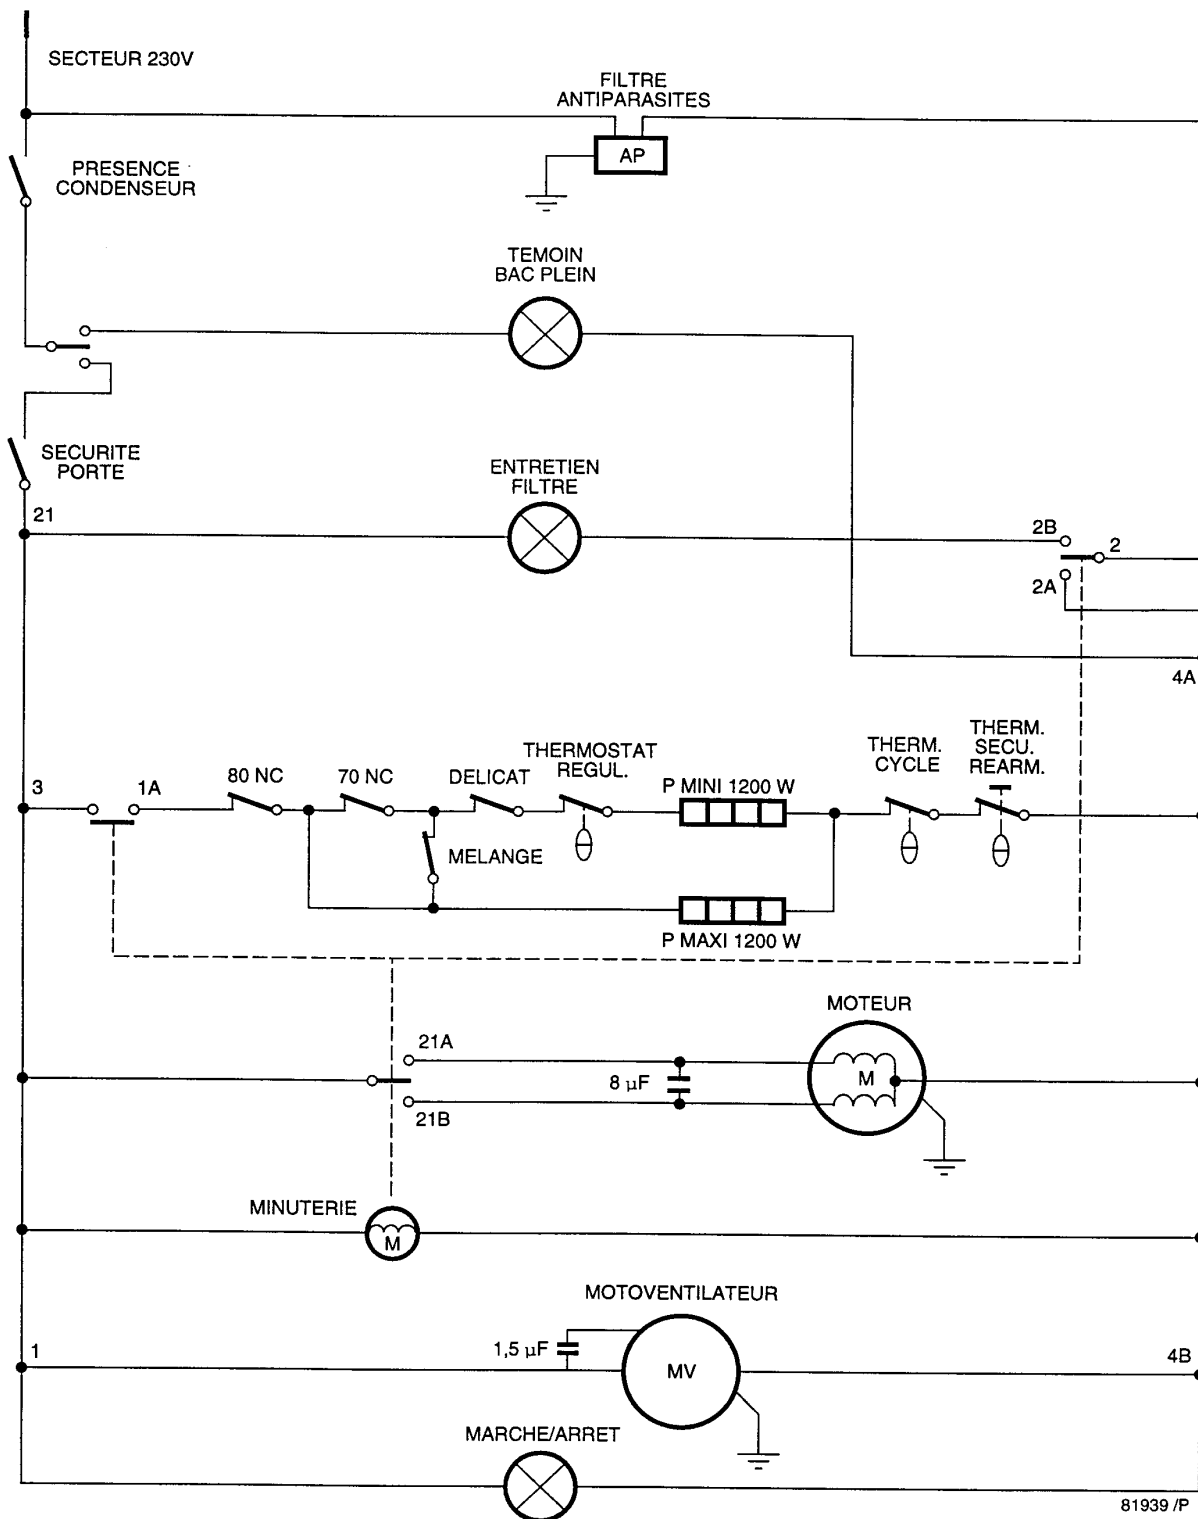 SECTEUR 230V
FILTRE
ANTIPARASITES
AP
PRESENCE
CONDENSEUR
TEMOIN
BAC PLEIN
SECURITE
PORTE
ENTRETIEN
FILTRE
21
2B
2
2A
4A
3
1A
80 NC
70 NC
DELICAT
THERMOSTAT
REGUL.
P MINI 1200 W
THERM.
CYCLE
THERM.
SECU.
REARM.
MELANGE
P MAXI 1200 W
MOTEUR
21A
8 µF
M
21B
MINUTERIE
M
MOTOVENTILATEUR
1
1,5 µF
MV
4B
MARCHE/ARRET
81939 /P